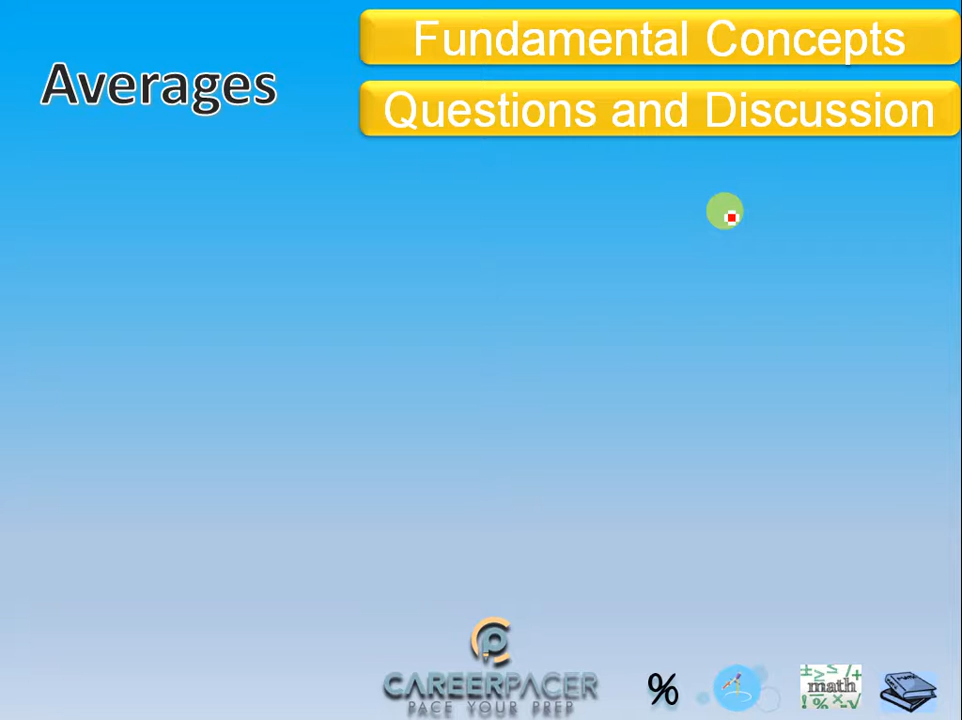 Fundamental Concepts
Averages
Questions and Discussion
CAREERPACER
PACE YOUR PREP
%
math